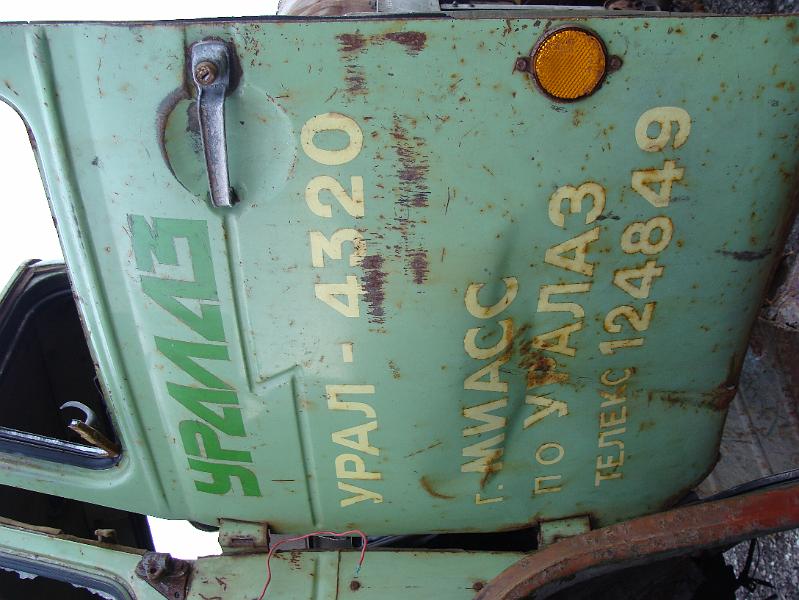 УРАЛАЗ
УРАЛ-4320
г. МИАСС
ПО УРАЛАЗ
ТЕЛЕКС 124849